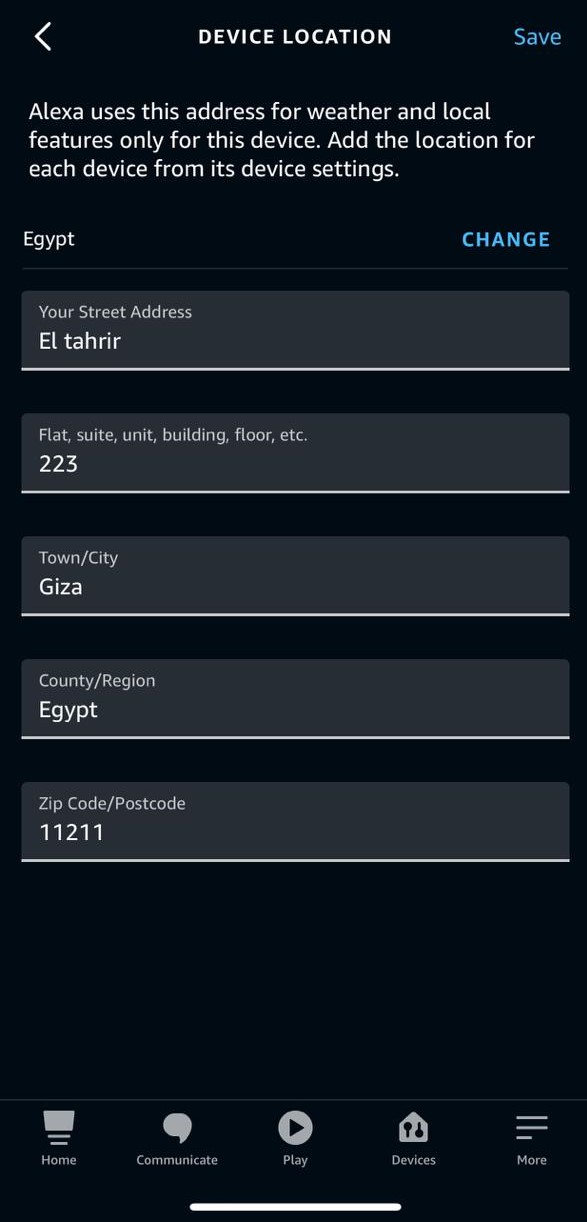 DEVICE LOCATION
Save
Alexa uses this address for weather and local
features only for this device. Add the location for
each device from its device settings.
Egypt
CHANGE
Your Street Address
El tahrir
Flat, suite, unit, building, floor, etc.
223
Town/City
Giza
County/Region
Egypt
Zip Code/Postcode
11211
Home
Communicate
Play
Devices
More